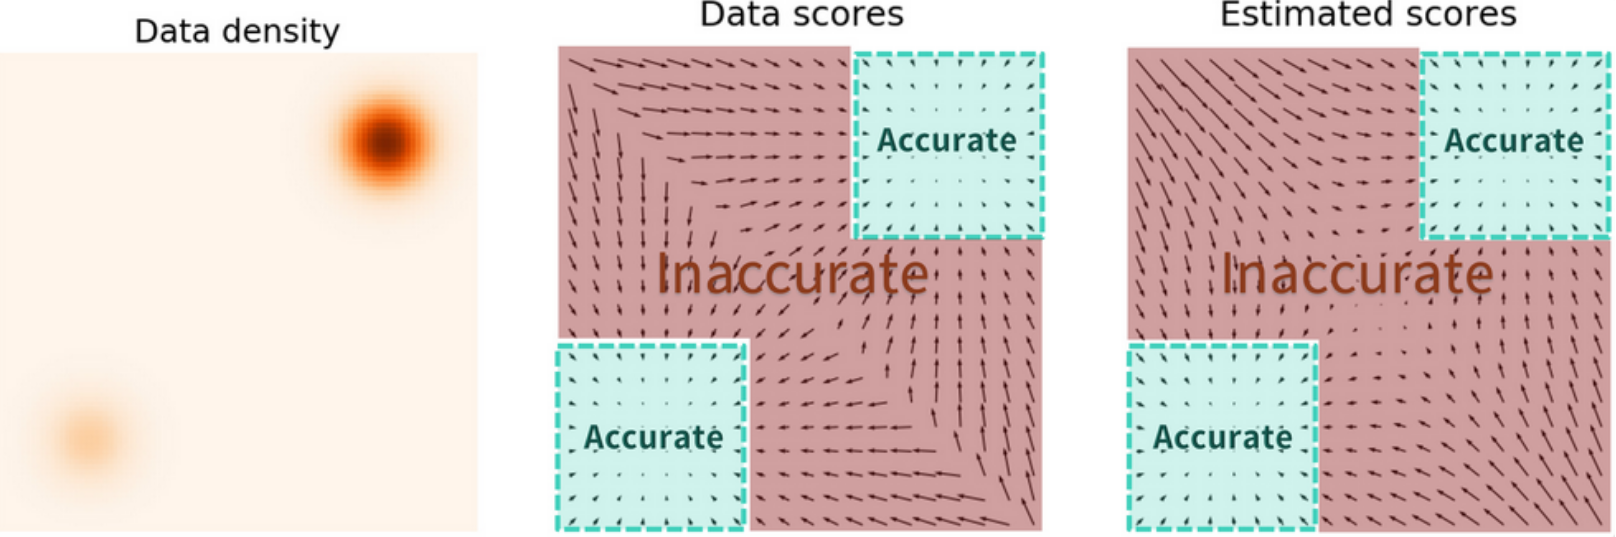 Data density
Data scores
Estimated scores
Accurate
Accurate
Inaccurate
Inaccurate
Accurate
Accurate